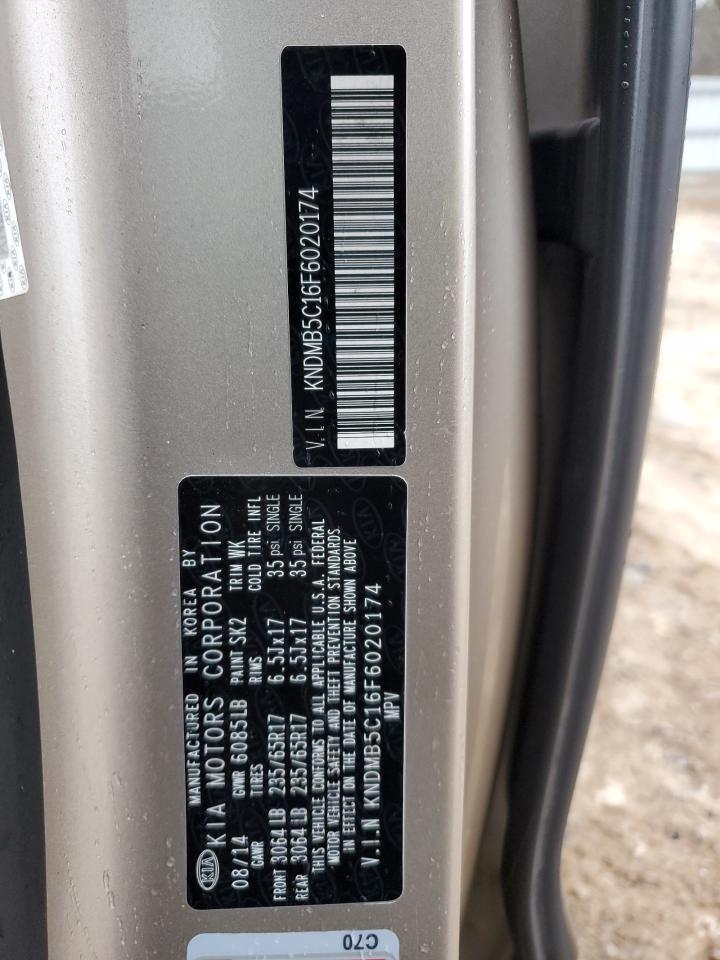 V.I.N KNDMB5C16F6020174
MANUFACTURED IN KOREA BY
KIA KIA MOTORS CORPORATION
08/14 GVWR 6085LB PAINT SK2 TRIM WK
GAWR TIRES RIMS COLD TIRE INFL
FRONT 3064LB 235/65R17 6.5Jx17 35 psi SINGLE
REAR 3064LB 235/65R17 6.5Jx17 35 psi SINGLE
THIS VEHICLE CONFORMS TO ALL APPLICABLE U.S.A. FEDERAL
MOTOR VEHICLE SAFETY AND THEFT PREVENTION STANDARDS
IN EFFECT ON THE DATE OF MANUFACTURE SHOWN ABOVE
V.I.N KNDMB5C16F6020174
MPV
C70